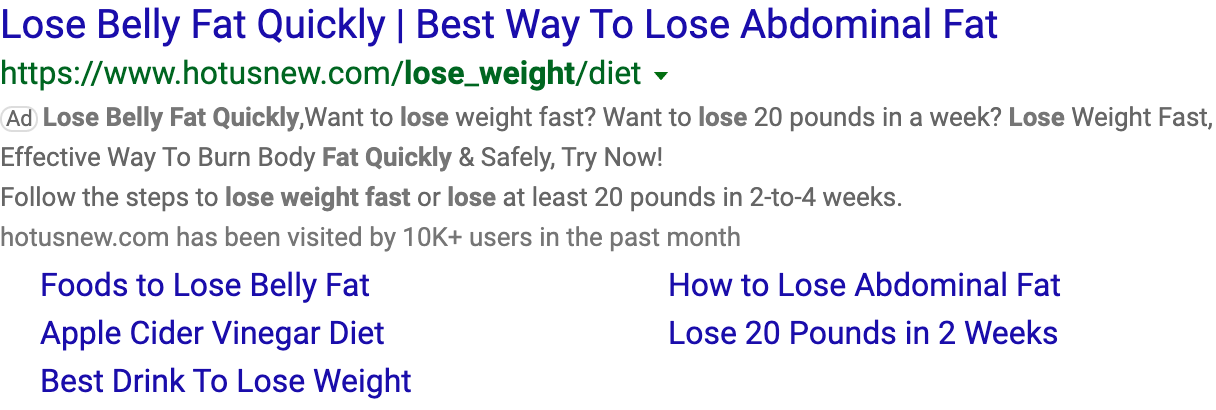 Lose Belly Fat Quickly | Best Way To Lose Abdominal Fat
https://www.hotusnew.com/lose_weight/diet
Ad Lose Belly Fat Quickly,Want to lose weight fast? Want to lose 20 pounds in a week? Lose Weight Fast,
Effective Way To Burn Body Fat Quickly & Safely, Try Now!
Follow the steps to lose weight fast or lose at least 20 pounds in 2-to-4 weeks.
hotusnew.com has been visited by 10K+ users in the past month
Foods to Lose Belly Fat
How to Lose Abdominal Fat
Apple Cider Vinegar Diet
Lose 20 Pounds in 2 Weeks
Best Drink To Lose Weight